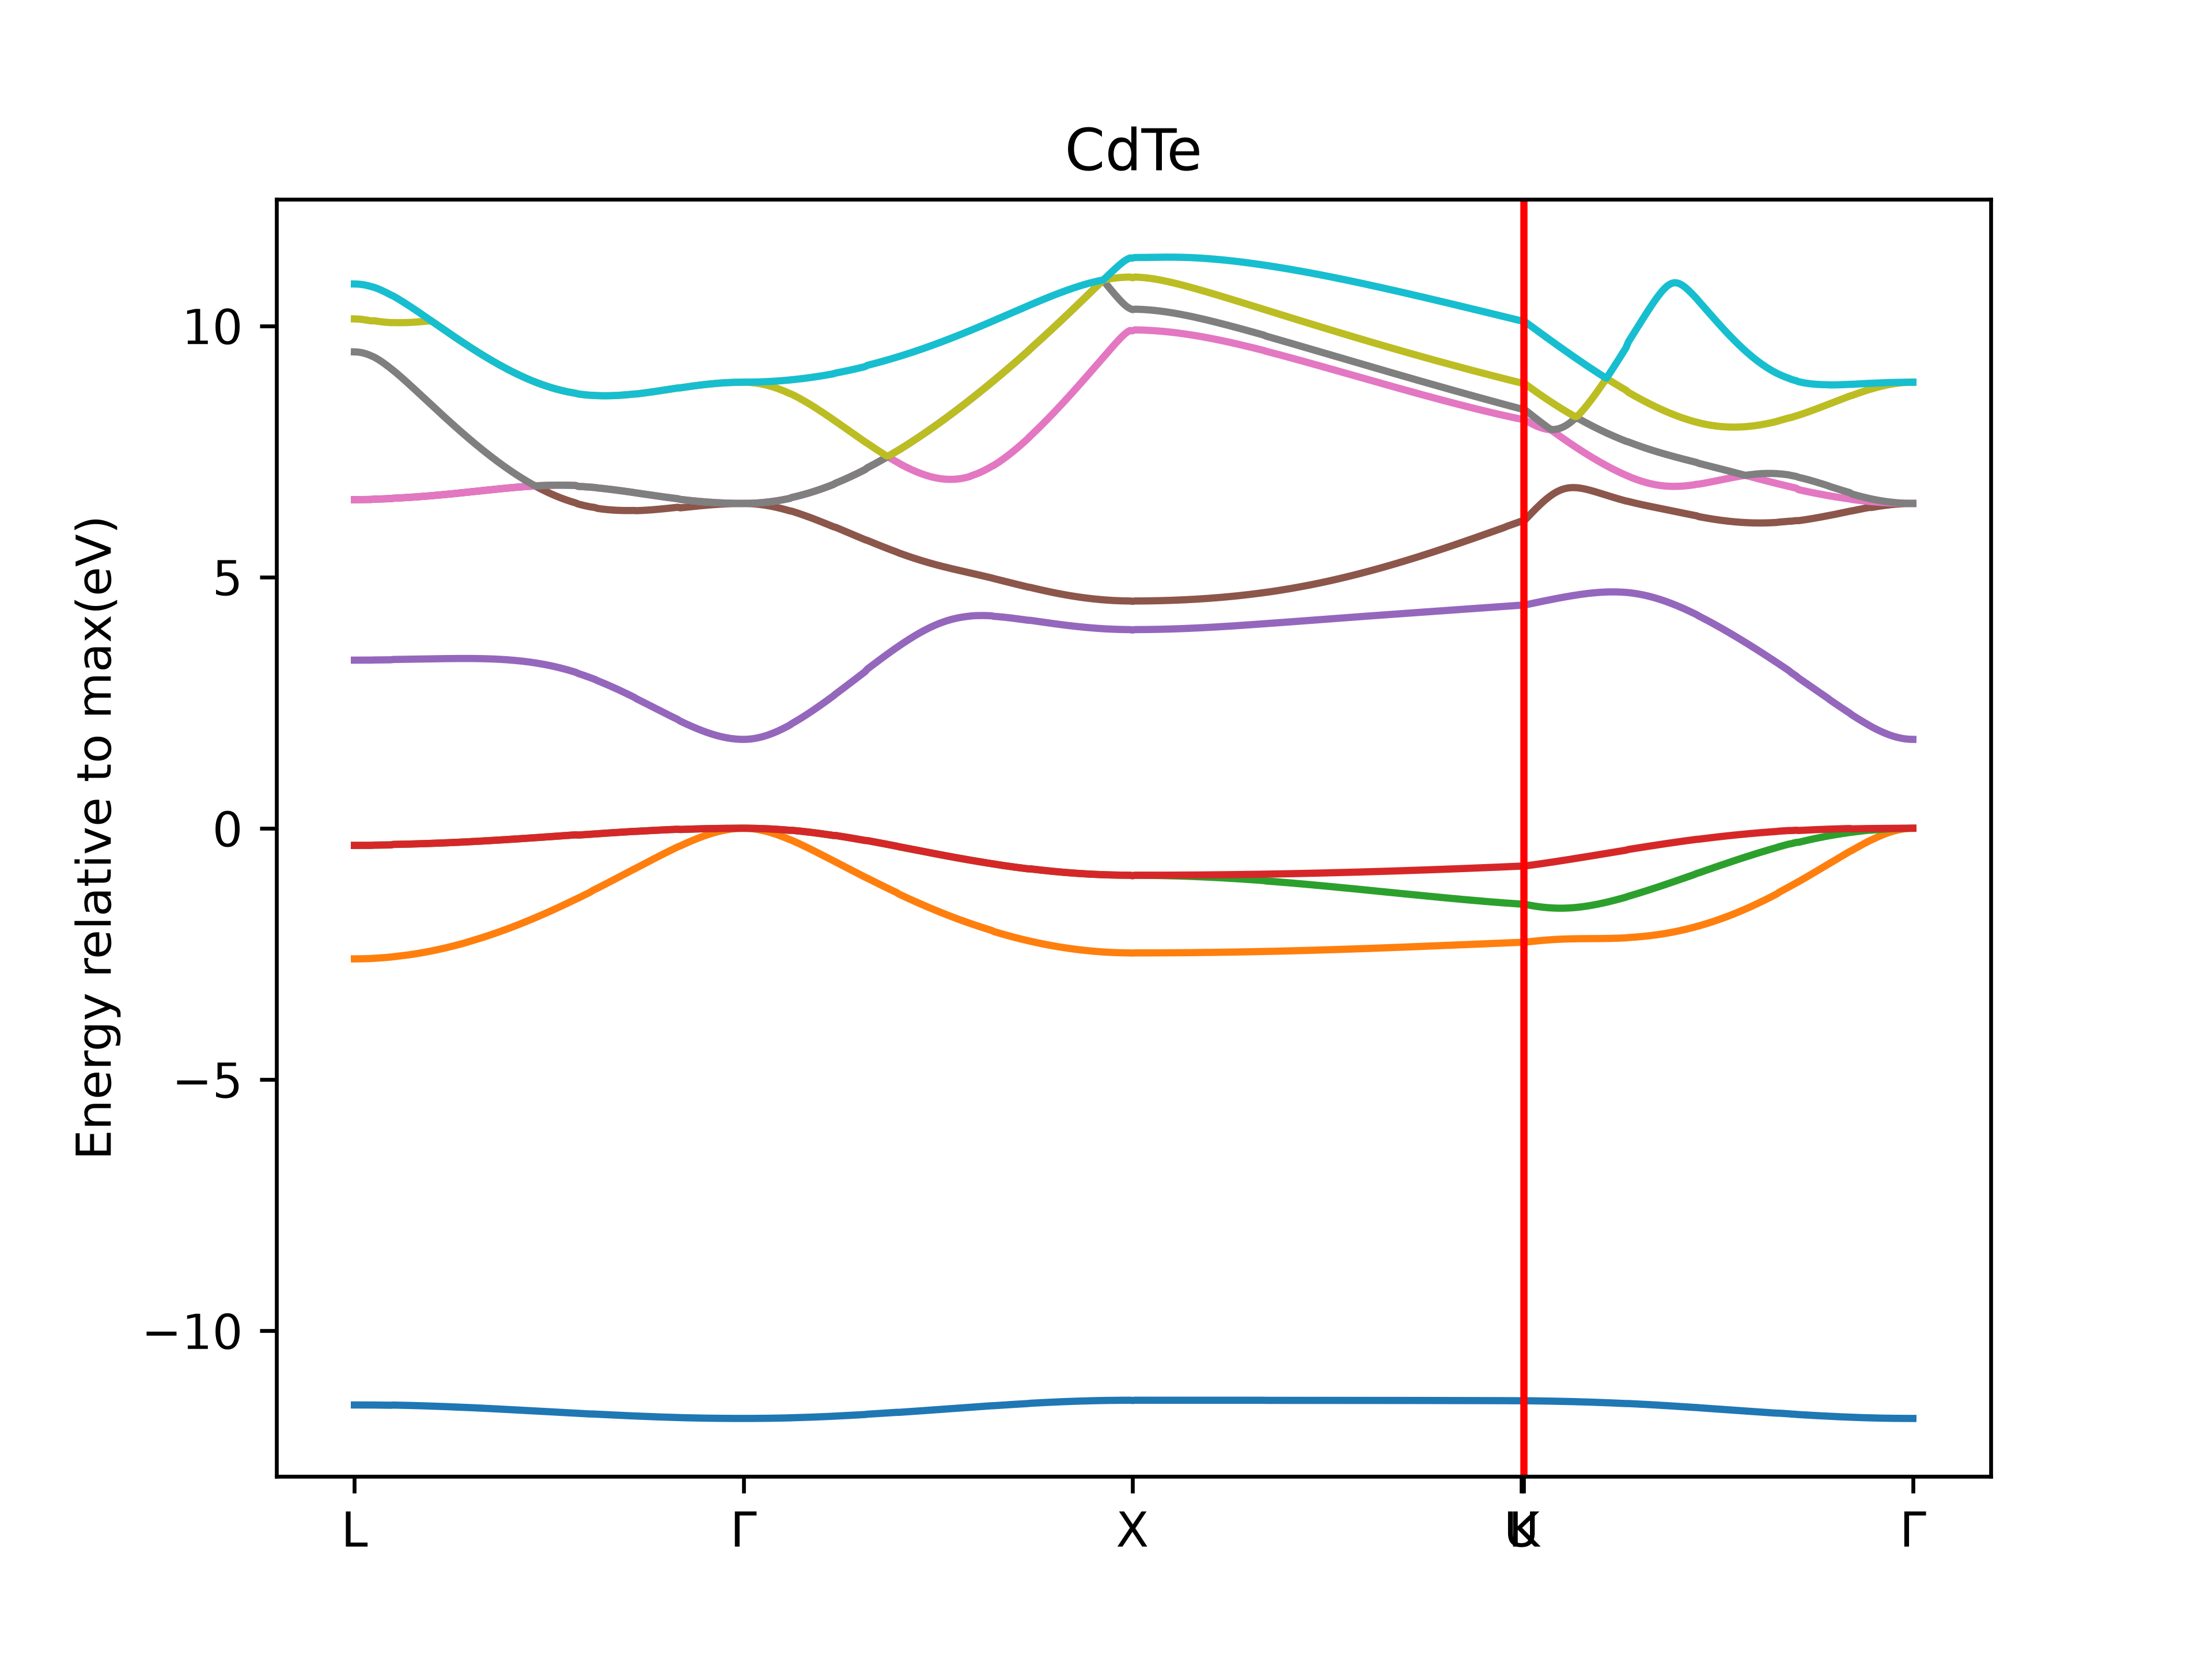 CdTe
Energy relative to max(eV)
10
5
0
−5
−10
L Γ X U K Γ